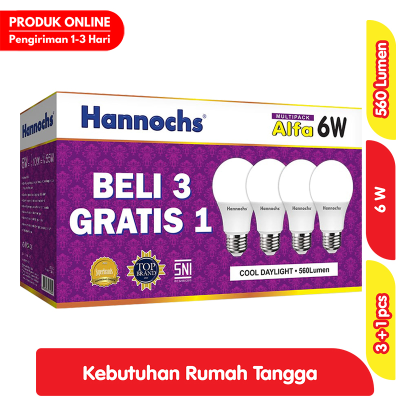 PRODUK ONLINE
Pengiriman 1-3 Hari
Hannochs®
MULTIPACK
Alfa 6W
BELI 3
GRATIS 1
Hannochs
Hannochs
Hannochs
Hannochs
TOP
BRAND
SNI
COOL DAYLIGHT • 560Lumen
560 Lumen
6 W
3+1pcs
Kebutuhan Rumah Tangga